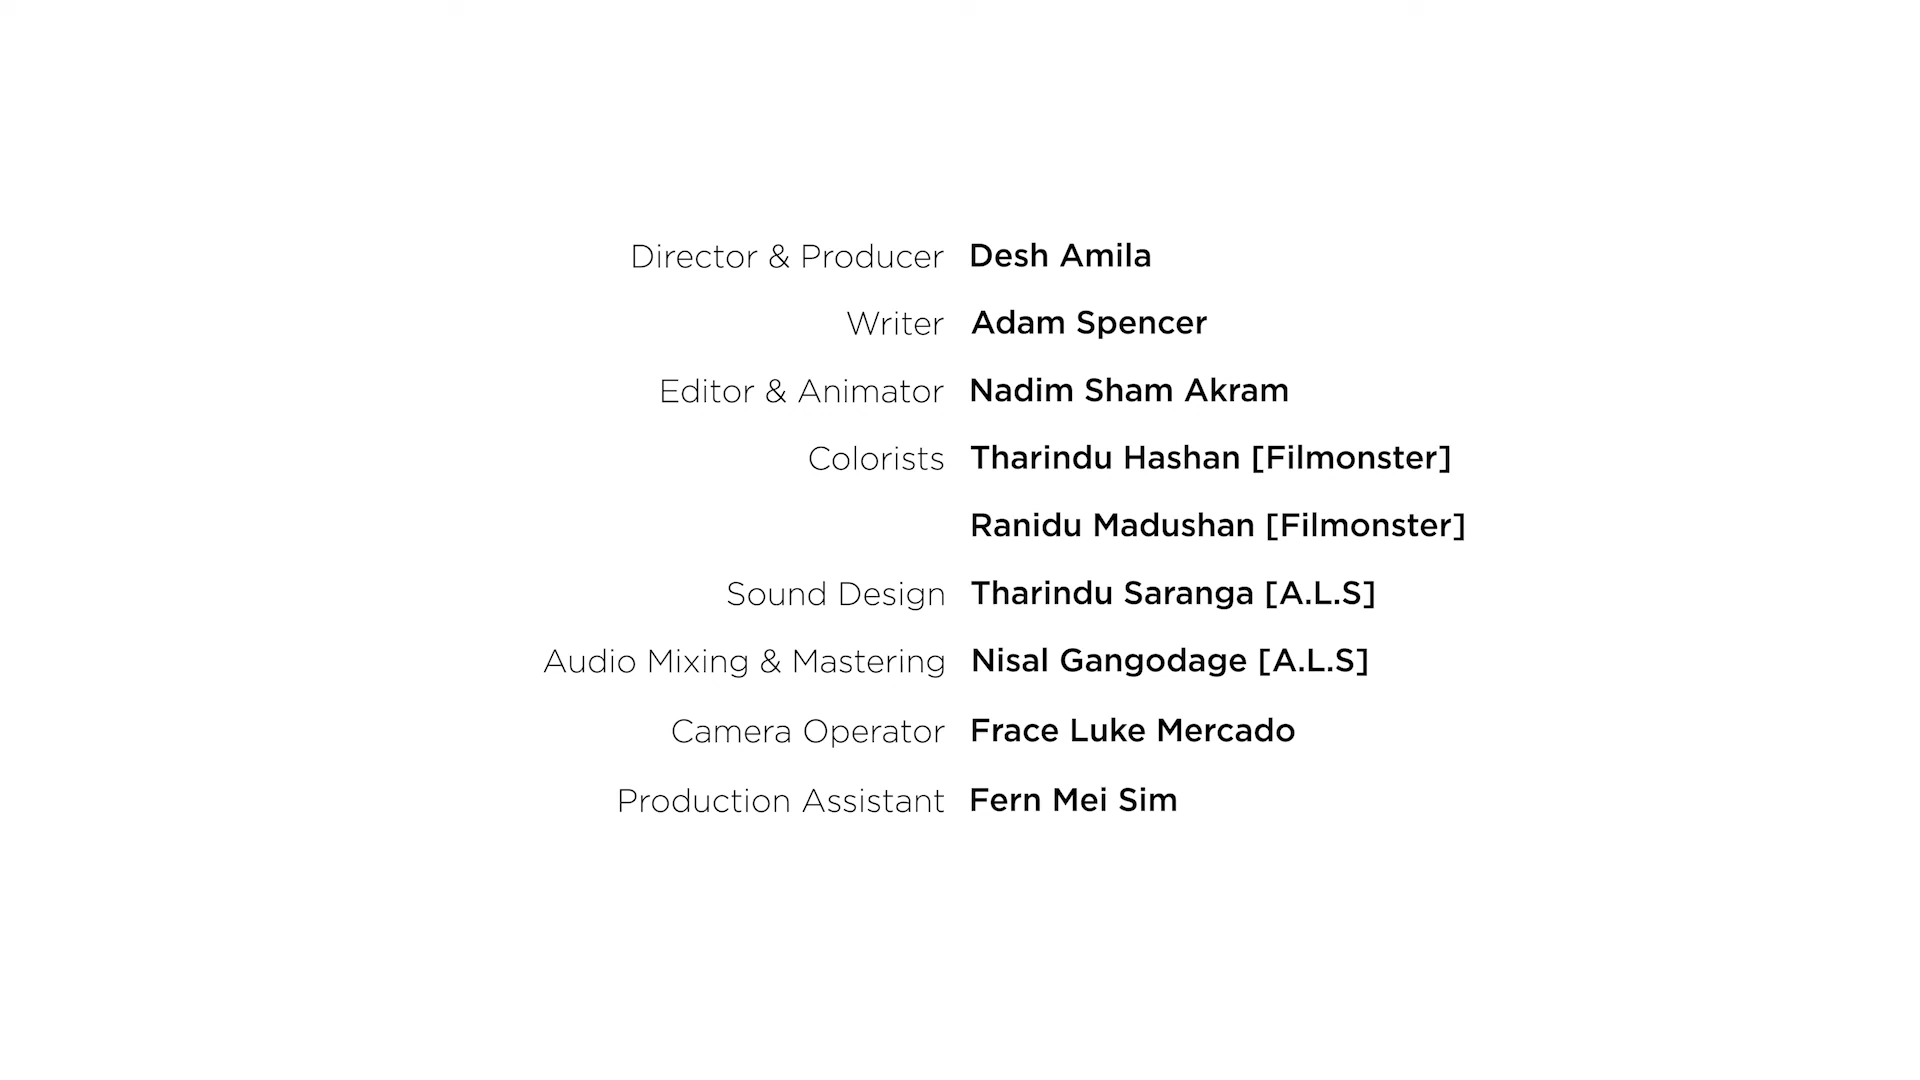 Director & Producer Desh Amila
Writer Adam Spencer
Editor & Animator Nadim Sham Akram
Colorists Tharindu Hashan [Filmonster]
Ranidu Madushan [Filmonster]
Sound Design Tharindu Saranga [A.L.S]
Audio Mixing & Mastering Nisal Gangodage [A.L.S]
Camera Operator Frace Luke Mercado
Production Assistant Fern Mei Sim